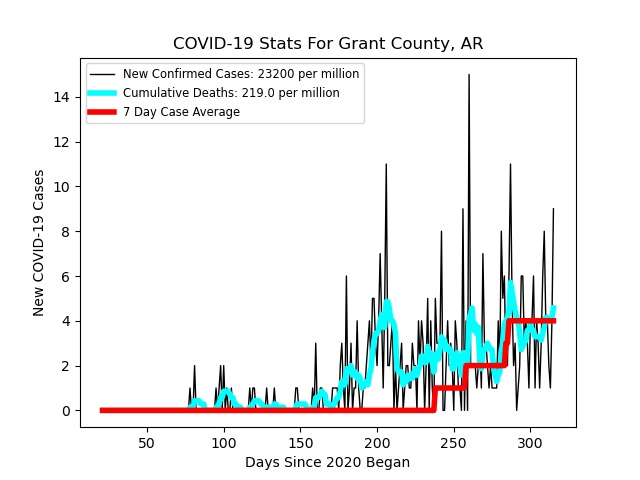 COVID-19 Stats For Grant County, AR
New Confirmed Cases: 23200 per million
Cumulative Deaths: 219.0 per million
7 Day Case Average
New COVID-19 Cases
14
12
10
8
6
4
2
0
50 100 150 200 250 300
Days Since 2020 Began